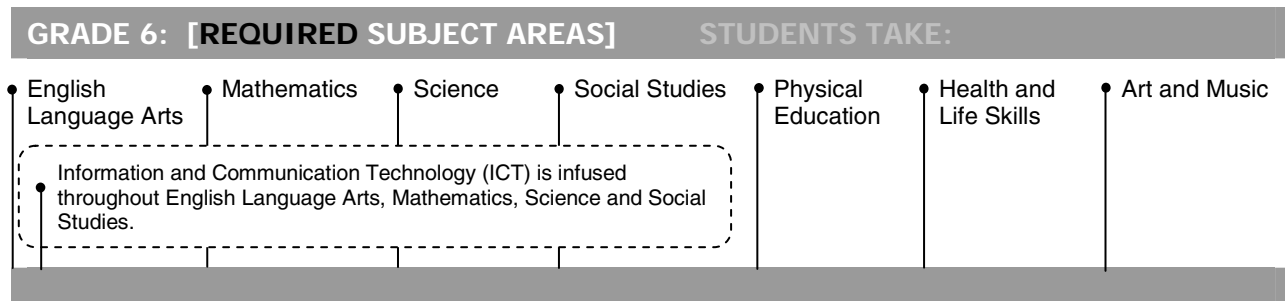 GRADE 6: [REQUIRED SUBJECT AREAS] STUDENTS TAKE:
English
Language Arts
Mathematics
Science
Social Studies
Physical
Education
Health and
Life Skills
Art and Music
Information and Communication Technology (ICT) is infused
throughout English Language Arts, Mathematics, Science and Social
Studies.